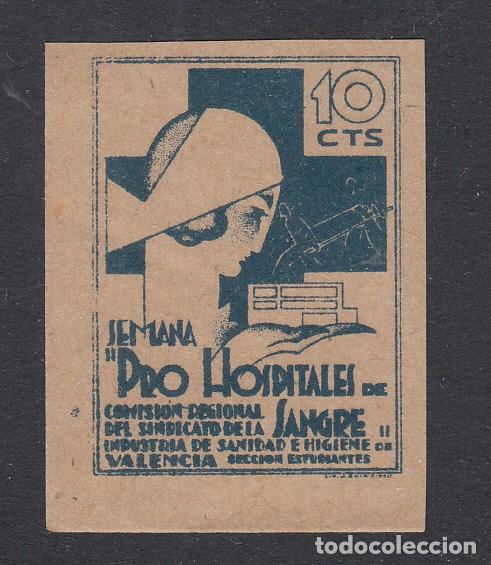 10
CTS
SEMANA
"PRO HOSPITALES DE
COMISION REGIONAL
DEL SINDICATO DE LA SANGRE"
INDUSTRIA DE SANIDAD E HIGIENE DE
VALENCIA SECCION ESTUDIANTES
todocoleccion